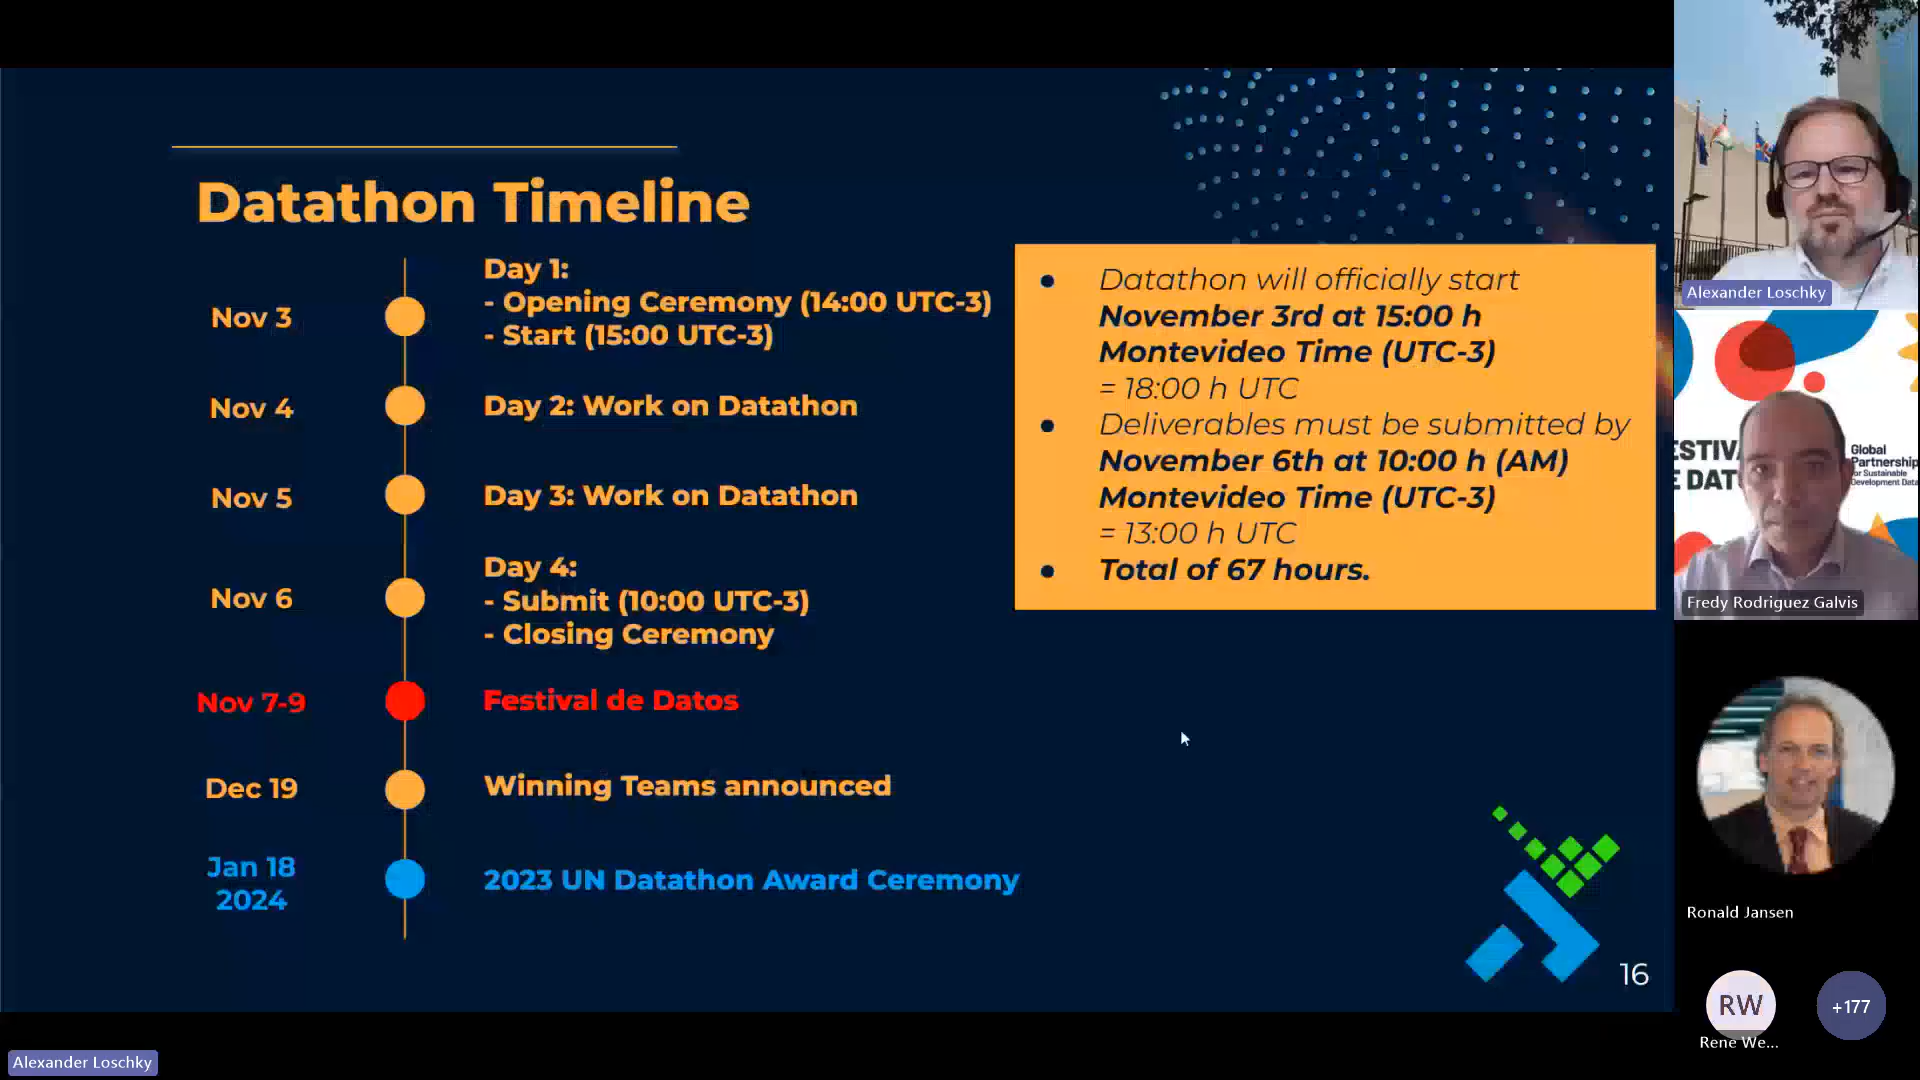 Datathon Timeline
Nov 3
Day 1:
- Opening Ceremony (14:00 UTC-3)
- Start (15:00 UTC-3)
Nov 4
Day 2: Work on Datathon
Nov 5
Day 3: Work on Datathon
Nov 6
Day 4:
- Submit (10:00 UTC-3)
- Closing Ceremony
Nov 7-9
Festival de Datos
Dec 19
Winning Teams announced
Jan 18
2024
2023 UN Datathon Award Ceremony
● Datathon will officially start
November 3rd at 15:00 h
Montevideo Time (UTC-3)
= 18:00 h UTC
● Deliverables must be submitted by
November 6th at 10:00 h (AM)
Montevideo Time (UTC-3)
= 13:00 h UTC
● Total of 67 hours.
16
Alexander Loschky
ESTIV
E DAT
Global
Partnership
for Sustainable
Development Data
Fredy Rodriguez Galvis
Ronald Jansen
RW
Rene We...
+177
Alexander Loschky